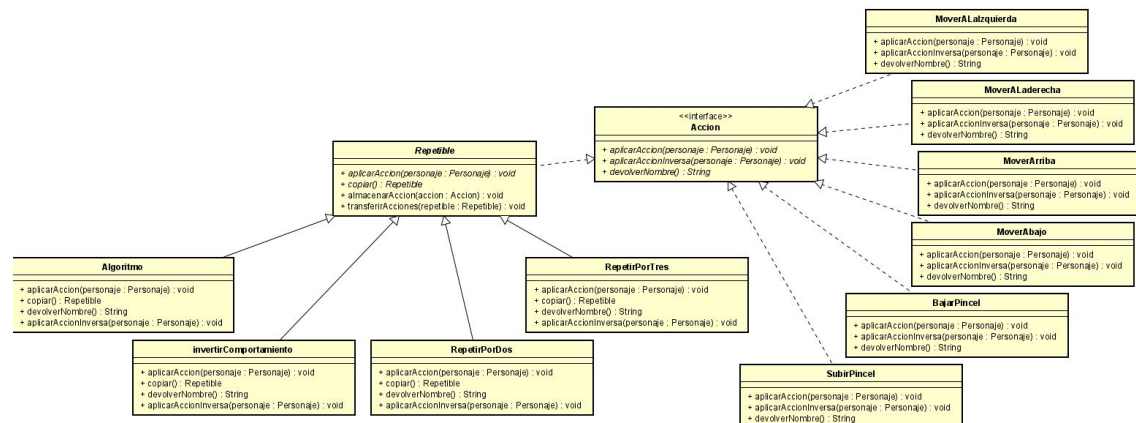 MoverALaIzquierda
+ aplicarAccion(personaje : Personaje) : void
+ aplicarAccionInversa(personaje : Personaje) : void
+ devolverNombre() : String
MoverALaderecha
+ aplicarAccion(personaje : Personaje) : void
+ aplicarAccionInversa(personaje : Personaje) : void
+ devolverNombre() : String
<<interface>>
Accion
+ aplicarAccion(personaje : Personaje) : void
+ aplicarAccionInversa(personaje : Personaje) : void
+ devolverNombre() : String
Repetible
+ aplicarAccion(personaje : Personaje) : void
+ copiar() : Repetible
+ almacenarAccion(accion : Accion) : void
+ transferirAcciones(repetible : Repetible) : void
MoverArriba
+ aplicarAccion(personaje : Personaje) : void
+ aplicarAccionInversa(personaje : Personaje) : void
+ devolverNombre() : String
MoverAbajo
+ aplicarAccion(personaje : Personaje) : void
+ aplicarAccionInversa(personaje : Personaje) : void
+ devolverNombre() : String
Algoritmo
+ aplicarAccion(personaje : Personaje) : void
+ copiar() : Repetible
+ devolverNombre() : String
+ aplicarAccionInversa(personaje : Personaje) : void
RepetirPorTres
+ aplicarAccion(personaje : Personaje) : void
+ copiar() : Repetible
+ devolverNombre() : String
+ aplicarAccionInversa(personaje : Personaje) : void
BajarPincel
+ aplicarAccion(personaje : Personaje) : void
+ aplicarAccionInversa(personaje : Personaje) : void
+ devolverNombre() : String
invertirComportamiento
+ aplicarAccion(personaje : Personaje) : void
+ copiar() : Repetible
+ devolverNombre() : String
+ aplicarAccionInversa(personaje : Personaje) : void
RepetirPorDos
+ aplicarAccion(personaje : Personaje) : void
+ copiar() : Repetible
+ devolverNombre() : String
+ aplicarAccionInversa(personaje : Personaje) : void
SubirPincel
+ aplicarAccion(personaje : Personaje) : void
+ aplicarAccionInversa(personaje : Personaje) : void
+ devolverNombre() : String